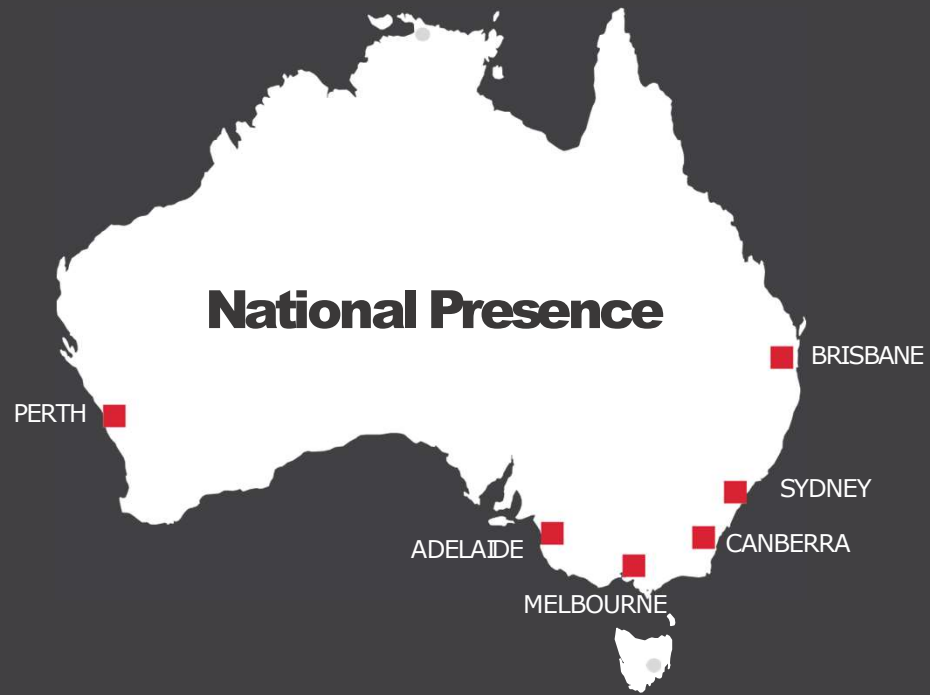 National Presence
BRISBANE
PERTH
SYDNEY
CANBERRA
ADELAIDE
MELBOURNE